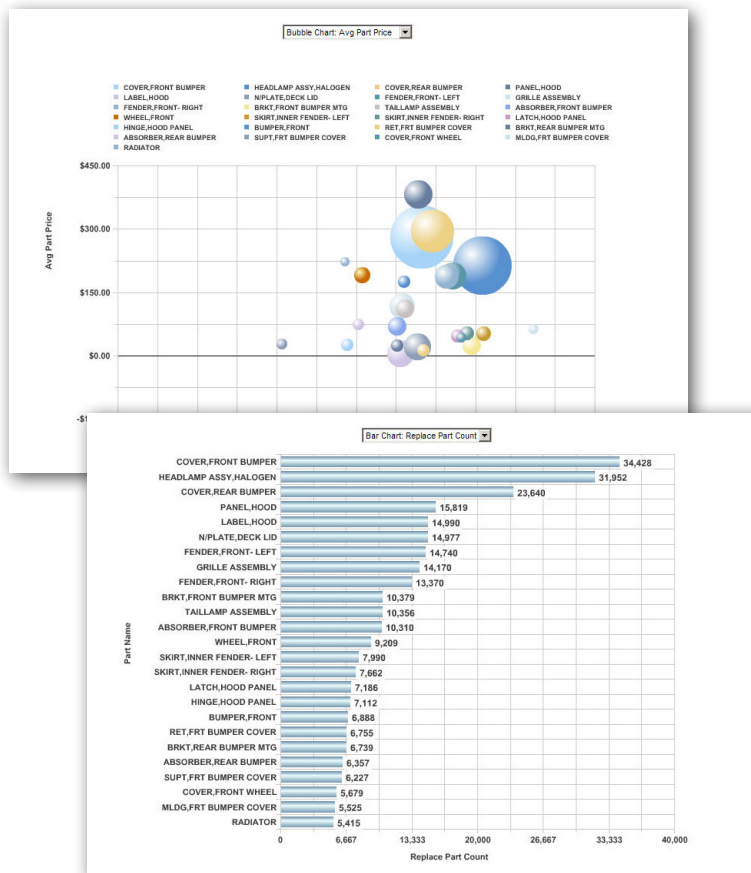 Bubble Chart: Avg Part Price
COVER,FRONT BUMPER HEADLAMP ASSY,HALOGEN COVER,REAR BUMPER PANEL,HOOD
LABEL,HOOD N/PLATE,DECK LID FENDER,FRONT- LEFT GRILLE ASSEMBLY
FENDER,FRONT- RIGHT BRKT,FRONT BUMPER MTG TAILLAMP ASSEMBLY ABSORBER,FRONT BUMPER
WHEEL,FRONT SKIRT,INNER FENDER- LEFT SKIRT,INNER FENDER- RIGHT LATCH,HOOD PANEL
HINGE,HOOD PANEL BUMPER,FRONT RET,FRT BUMPER COVER BRKT,REAR BUMPER MTG
ABSORBER,REAR BUMPER SUPT,FRT BUMPER COVER COVER,FRONT WHEEL MLDG,FRT BUMPER COVER
RADIATOR
$450.00
$300.00
Avg Part Price
$150.00
$0.00
-$1
Bar Chart: Replace Part Count
COVER,FRONT BUMPER 34,428
HEADLAMP ASSY,HALOGEN 31,952
COVER,REAR BUMPER 23,640
PANEL,HOOD 15,819
LABEL,HOOD 14,990
N/PLATE,DECK LID 14,977
FENDER,FRONT- LEFT 14,740
GRILLE ASSEMBLY 14,170
FENDER,FRONT- RIGHT 13,370
BRKT,FRONT BUMPER MTG 10,379
TAILLAMP ASSEMBLY 10,356
ABSORBER,FRONT BUMPER 10,310
WHEEL,FRONT 9,209
Part Name
SKIRT,INNER FENDER- LEFT 7,990
SKIRT,INNER FENDER- RIGHT 7,662
LATCH,HOOD PANEL 7,186
HINGE,HOOD PANEL 7,112
BUMPER,FRONT 6,888
RET,FRT BUMPER COVER 6,755
BRKT,REAR BUMPER MTG 6,739
ABSORBER,REAR BUMPER 6,357
SUPT,FRT BUMPER COVER 6,227
COVER,FRONT WHEEL 5,679
MLDG,FRT BUMPER COVER 5,525
RADIATOR 5,415
0 6,667 13,333 20,000 26,667 33,333 40,000
Replace Part Count